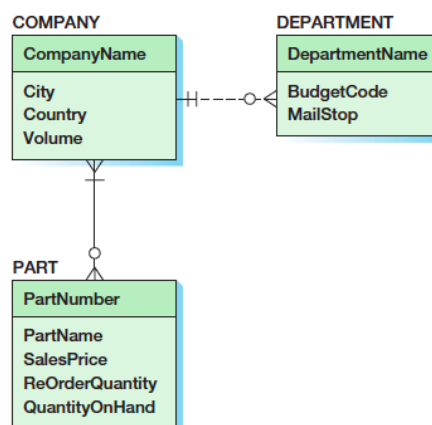 COMPANY
CompanyName
City
Country
Volume
DEPARTMENT
DepartmentName
BudgetCode
MailStop
PART
PartNumber
PartName
SalesPrice
ReOrderQuantity
QuantityOnHand